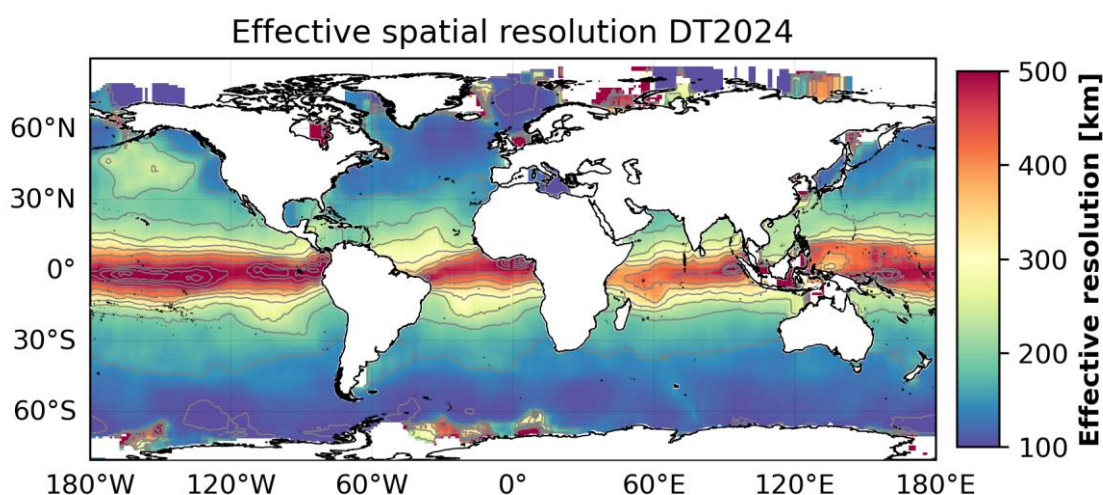 Effective spatial resolution DT2024
60°N
30°N
0°
30°S
60°S
180°W 120°W 60°W 0° 60°E 120°E 180°E
500
400
300
200
100
Effective resolution [km]